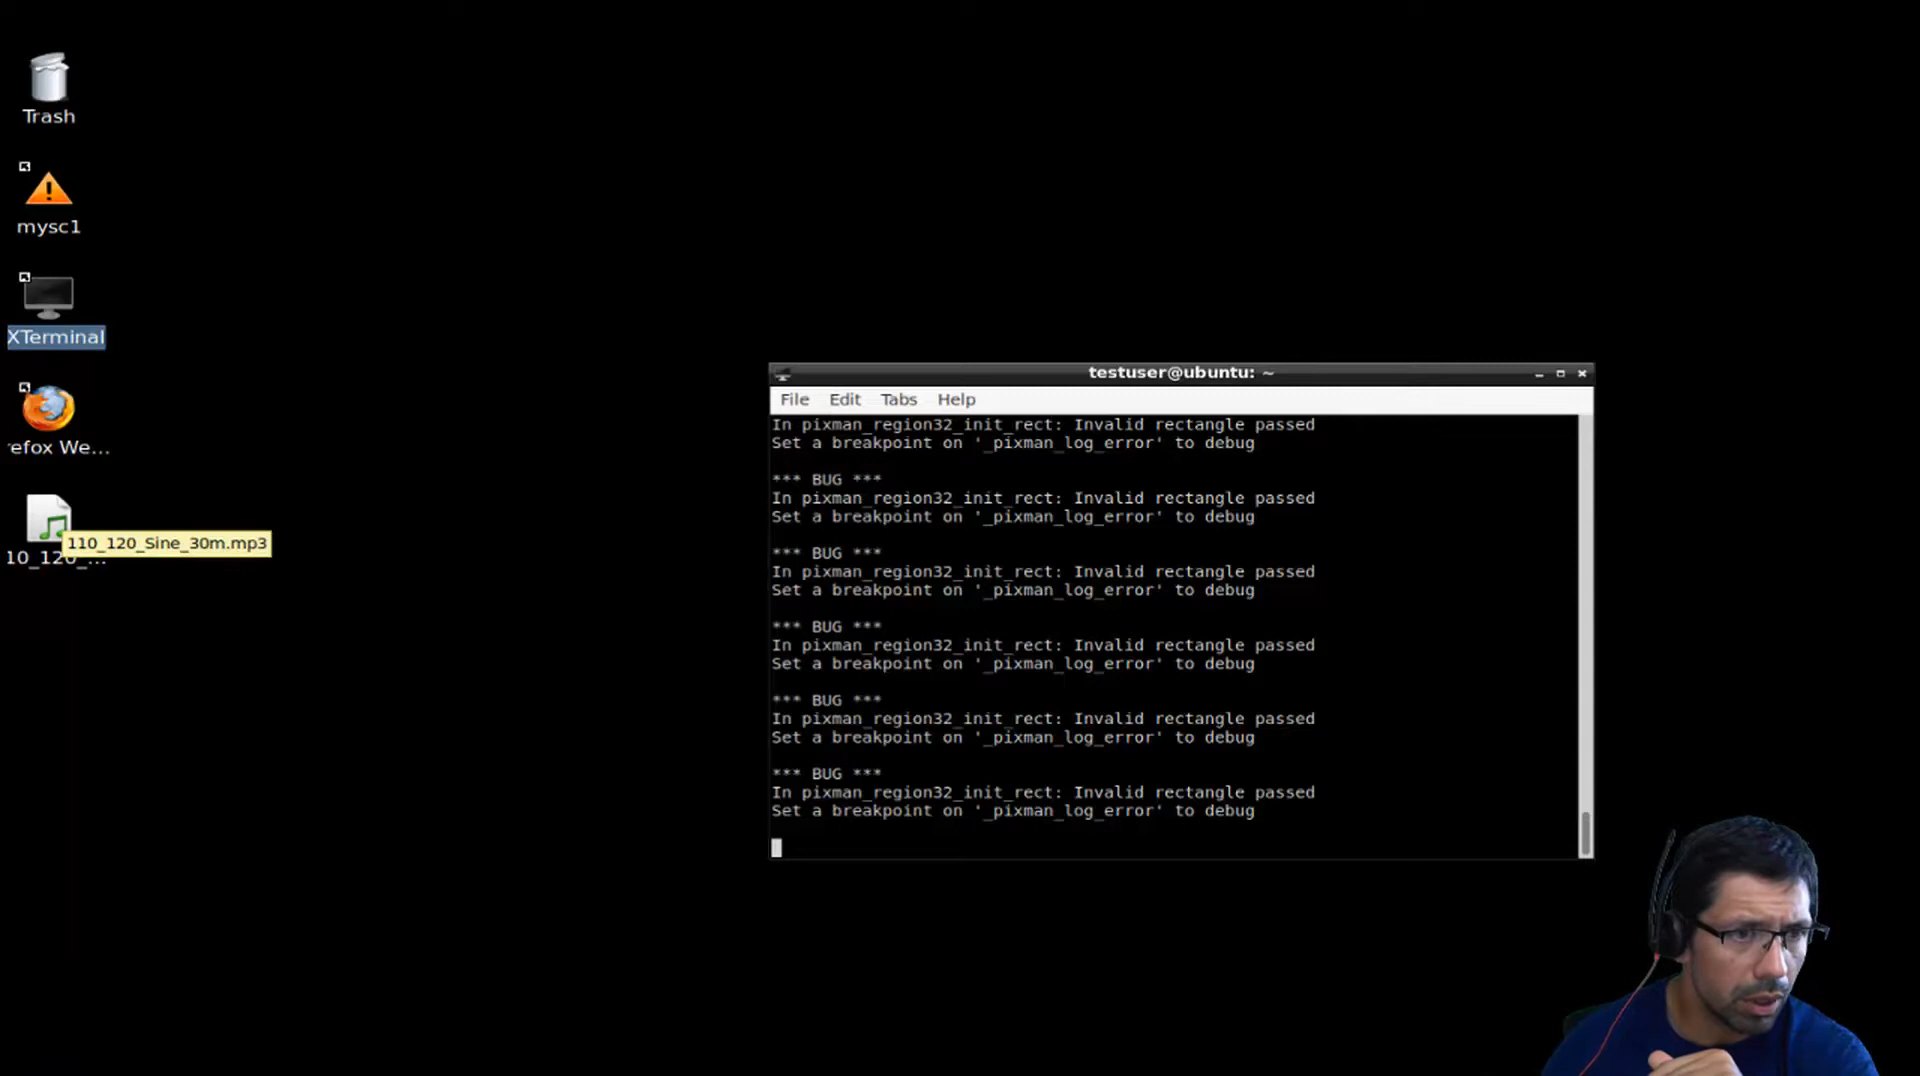 Trash
mysc1
XTerminal
refox We...
110_120_Sine_30m.mp3
10_120_...
testuser@ubuntu: ~
File Edit Tabs Help
In pixman_region32_init_rect: Invalid rectangle passed
Set a breakpoint on '_pixman_log_error' to debug
*** BUG ***
In pixman_region32_init_rect: Invalid rectangle passed
Set a breakpoint on '_pixman_log_error' to debug
*** BUG ***
In pixman_region32_init_rect: Invalid rectangle passed
Set a breakpoint on '_pixman_log_error' to debug
*** BUG ***
In pixman_region32_init_rect: Invalid rectangle passed
Set a breakpoint on '_pixman_log_error' to debug
*** BUG ***
In pixman_region32_init_rect: Invalid rectangle passed
Set a breakpoint on '_pixman_log_error' to debug
*** BUG ***
In pixman_region32_init_rect: Invalid rectangle passed
Set a breakpoint on '_pixman_log_error' to debug